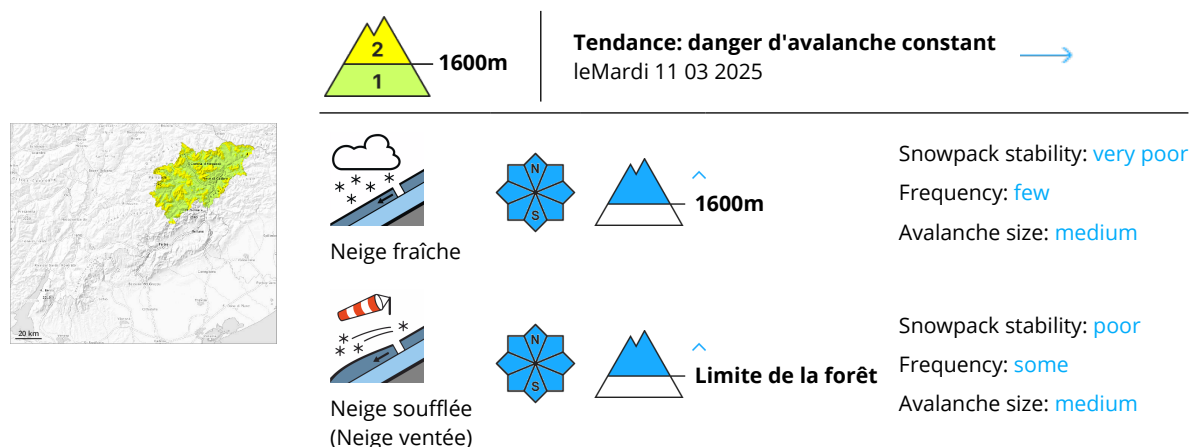 2
1
1600m
Tendance: danger d'avalanche constant
leMardi 11 03 2025
20 km
Neige fraîche
N
S
1600m
Snowpack stability: very poor
Frequency: few
Avalanche size: medium
Neige soufflée
(Neige ventée)
N
S
Limite de la forêt
Snowpack stability: poor
Frequency: some
Avalanche size: medium